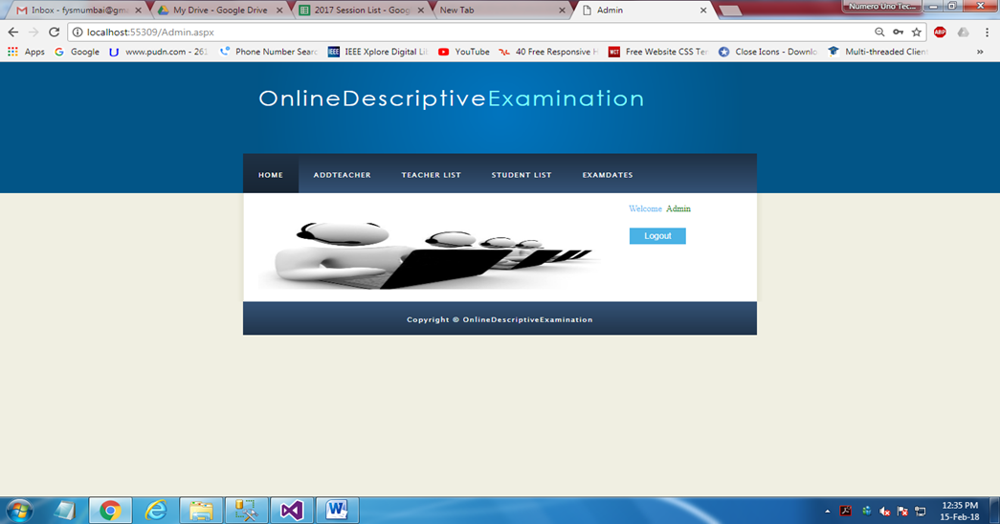 Inbox - fysmumbai@gma
My Drive - Google Drive
2017 Session List - Goog
New Tab
Admin
Numero Uno Tec...
localhost:55309/Admin.aspx
ABP
Apps
Google
www.pudn.com - 261
Phone Number Searc
IEEE
IEEE Xplore Digital Li
YouTube
40 Free Responsive H
Free Website CSS Te
Close Icons - Downlo
Multi-threaded Client
»
OnlineDescriptiveExamination
HOME ADDTEACHER TEACHER LIST STUDENT LIST EXAMDATES
Welcome Admin
Logout
Copyright © OnlineDescriptiveExamination
12:35 PM
15-Feb-18